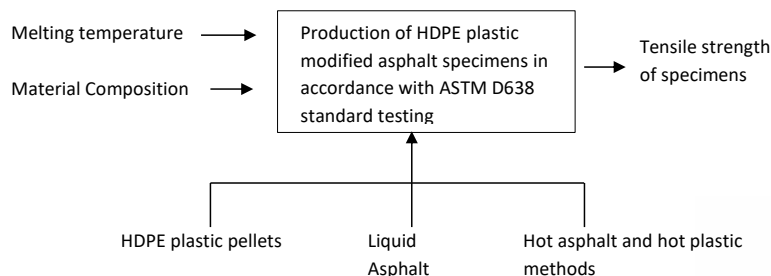 Melting temperature
Material Composition
Production of HDPE plastic
modified asphalt specimens in
accordance with ASTM D638
standard testing
Tensile strength
of specimens
HDPE plastic pellets
Liquid
Asphalt
Hot asphalt and hot plastic
methods